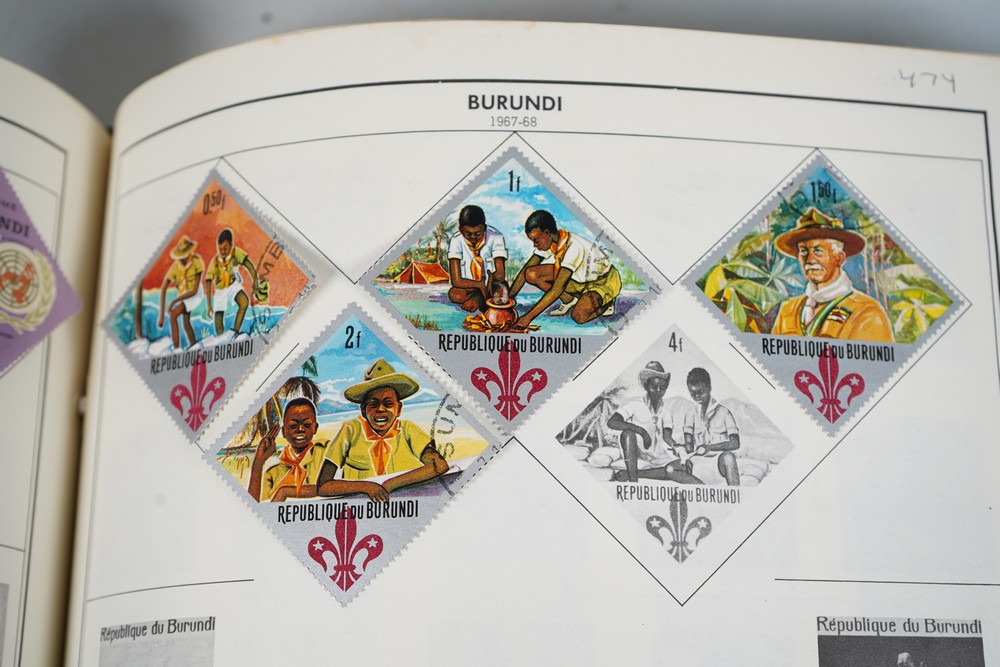 474
BURUNDI
1967-68
NDI
0.50f
REPUBLIQUE DU BURUNDI
1f
REPUBLIQUE DU BURUNDI
1,50f
REPUBLIQUE DU BURUNDI
2f
REPUBLIQUE DU BURUNDI
4f
REPUBLIQUE DU BURUNDI
République du Burundi
République du Burundi